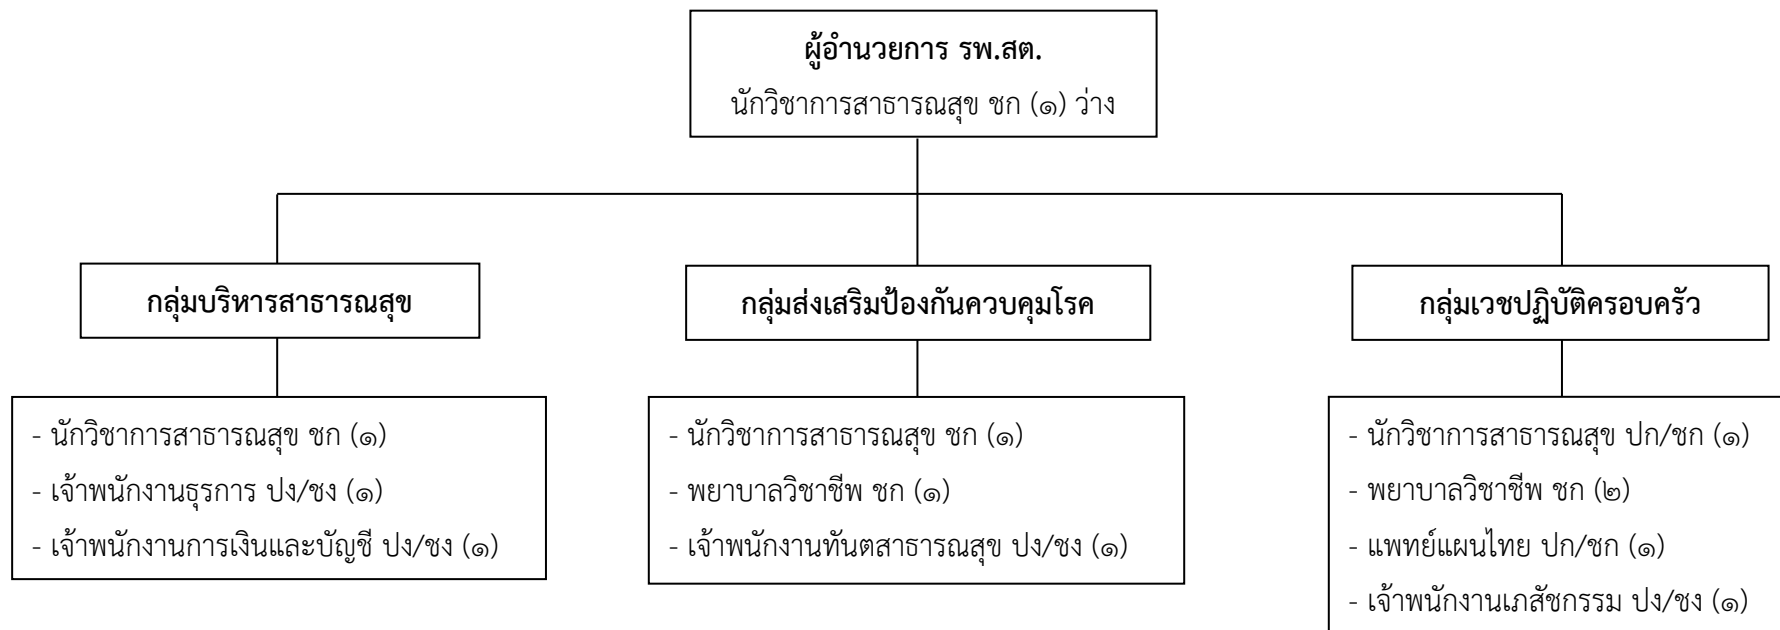 ผู้อำนวยการ รพ.สต.
นักวิชาการสาธารณสุข ชก (๑) ว่าง
กลุ่มบริหารสาธารณสุข
- นักวิชาการสาธารณสุข ชก (๑)
- เจ้าพนักงานธุรการ ปง/ชง (๑)
- เจ้าพนักงานการเงินและบัญชี ปง/ชง (๑)
กลุ่มส่งเสริมป้องกันควบคุมโรค
- นักวิชาการสาธารณสุข ชก (๑)
- พยาบาลวิชาชีพ ชก (๑)
- เจ้าพนักงานทันตสาธารณสุข ปง/ชง (๑)
กลุ่มเวชปฏิบัติครอบครัว
- นักวิชาการสาธารณสุข ปก/ชก (๑)
- พยาบาลวิชาชีพ ชก (๒)
- แพทย์แผนไทย ปก/ชก (๑)
- เจ้าพนักงานเภสัชกรรม ปง/ชง (๑)